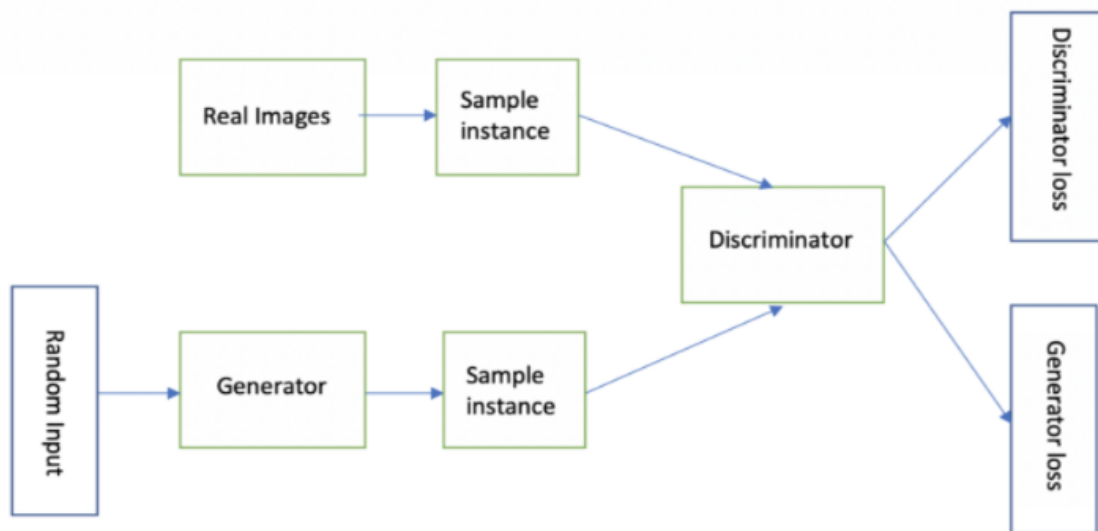 Real Images
Sample
instance
Discriminator loss
Discriminator
Random Input
Generator
Sample
instance
Generator loss